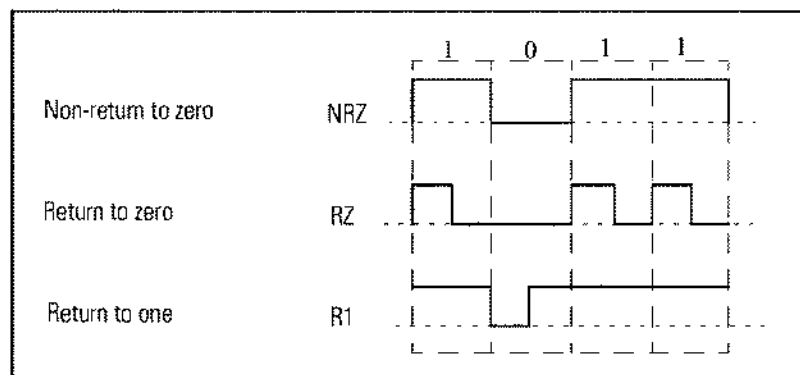 1 0 1 1
Non-return to zero NRZ
Return to zero RZ
Return to one R1